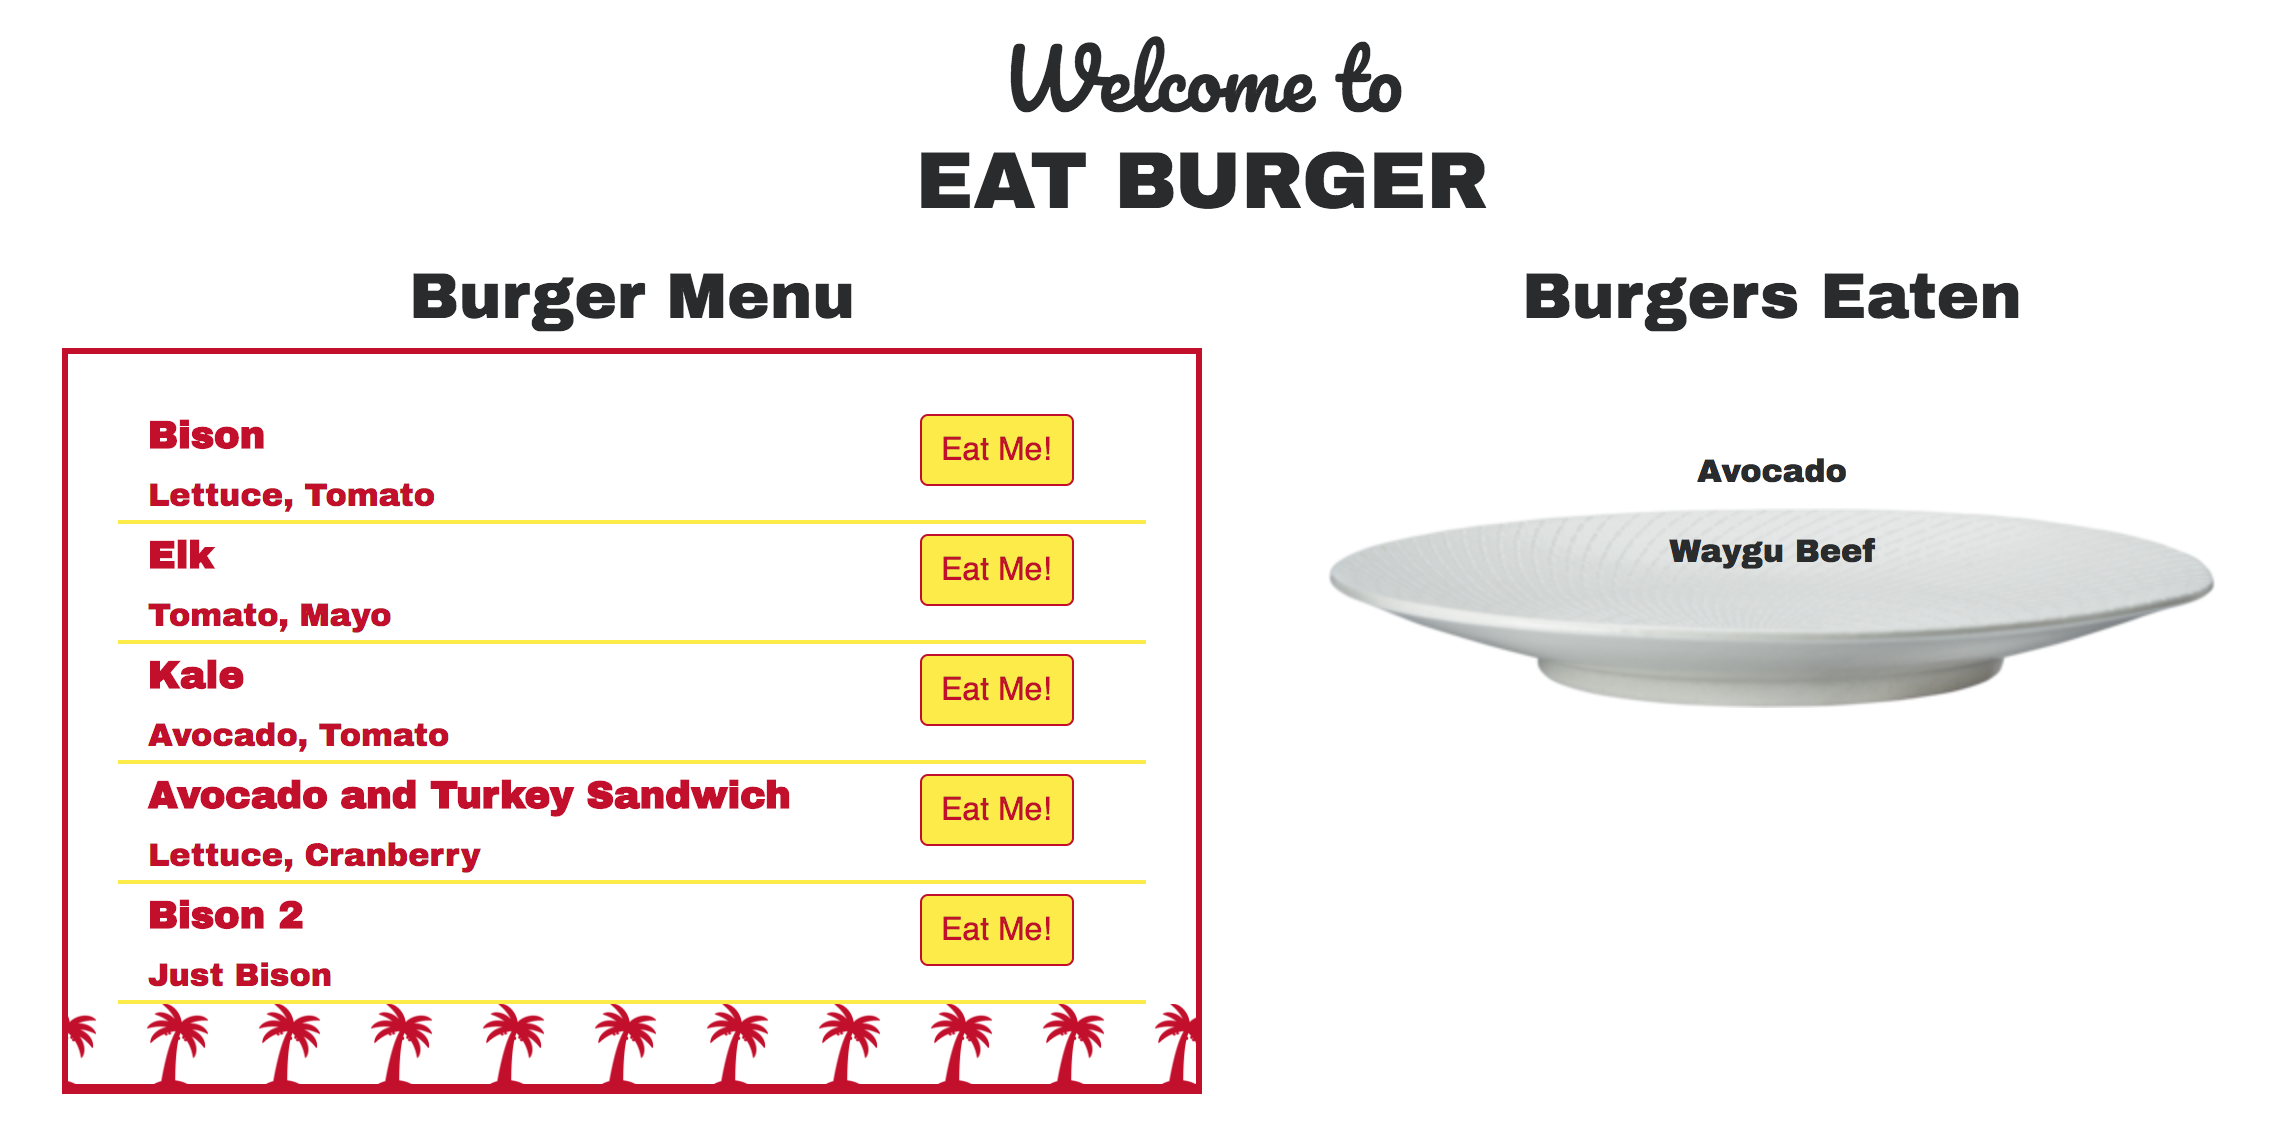 Welcome to
EAT BURGER
Burger Menu
Bison
Eat Me!
Lettuce, Tomato
Elk
Eat Me!
Tomato, Mayo
Kale
Eat Me!
Avocado, Tomato
Avocado and Turkey Sandwich
Eat Me!
Lettuce, Cranberry
Bison 2
Eat Me!
Just Bison
Burgers Eaten
Avocado
Waygu Beef